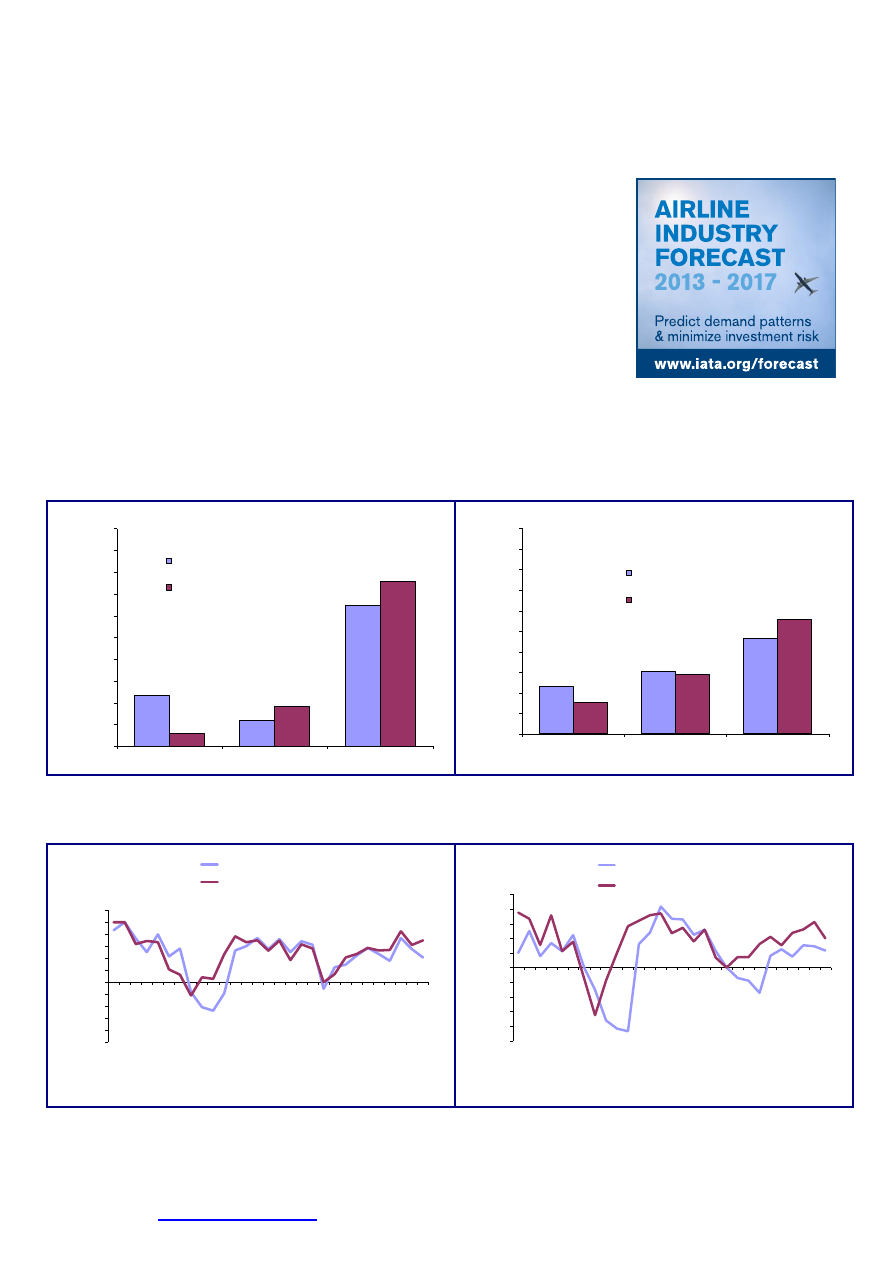 AIRLINE
INDUSTRY
FORECAST
2013 - 2017
Predict demand patterns
& minimize investment risk
www.iata.org/forecast